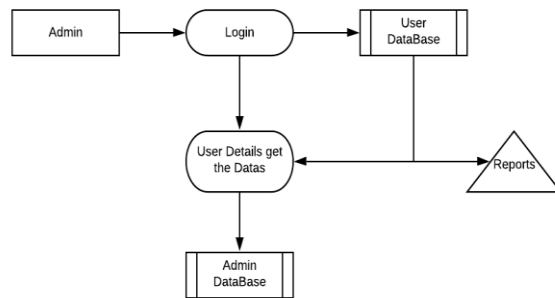 Admin
Login
User
DataBase
User Details get
the Datas
Reports
Admin
DataBase